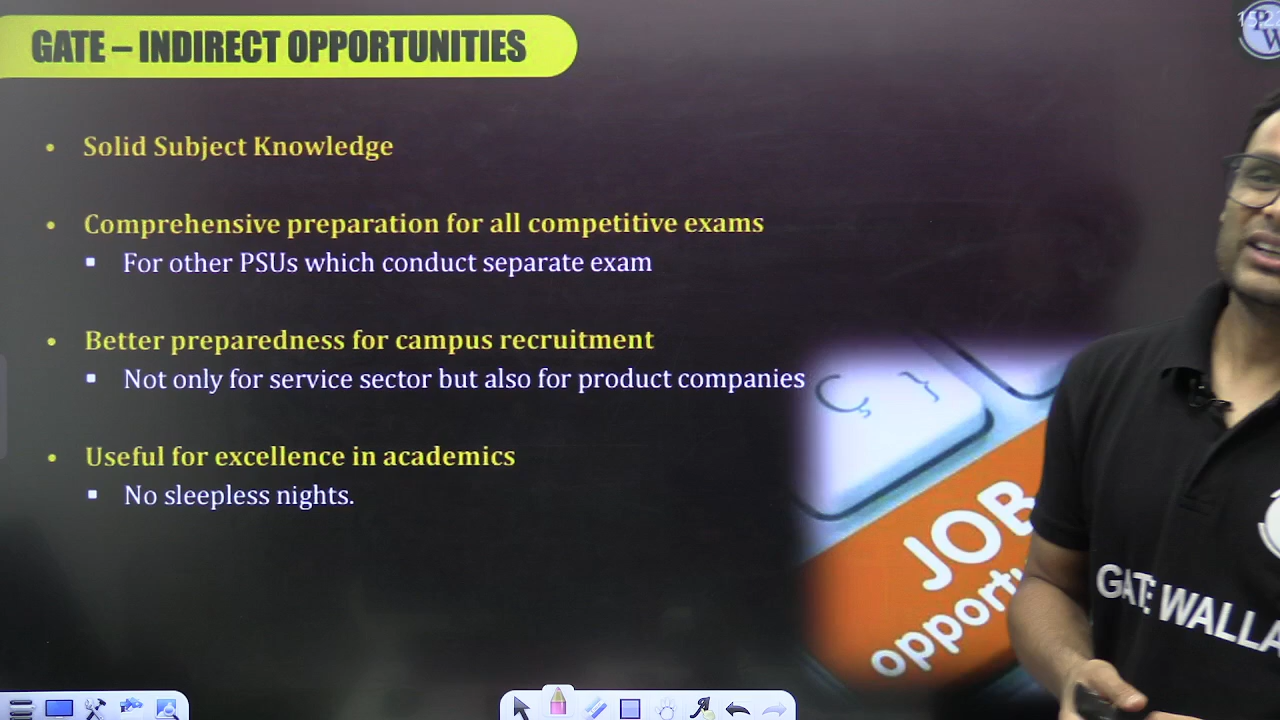 GATE – INDIRECT OPPORTUNITIES
• Solid Subject Knowledge
• Comprehensive preparation for all competitive exams
▪ For other PSUs which conduct separate exam
▪ Better preparedness for campus recruitment
▪ Not only for service sector but also for product companies
• Useful for excellence in academics
▪ No sleepless nights.
JOB
GATE